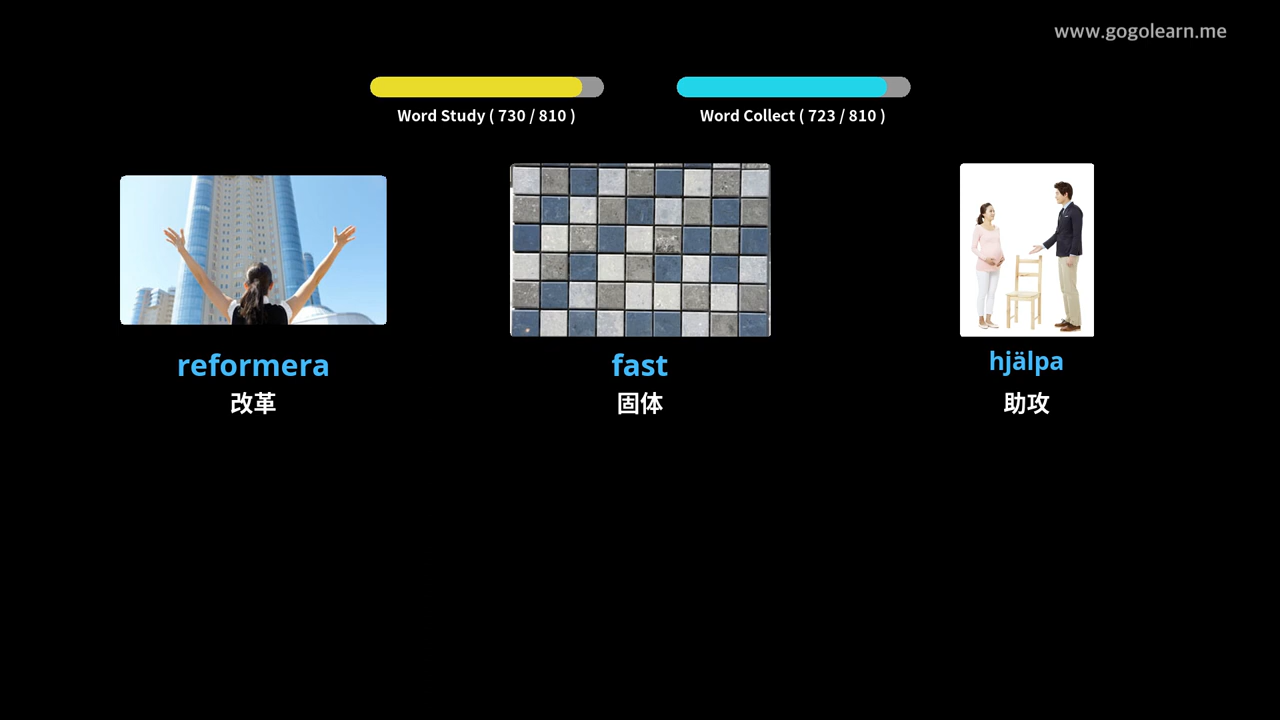 www.gogolearn.me
Word Study ( 730 / 810 )
Word Collect ( 723 / 810 )
reformera
改革
fast
固体
hjälpa
助攻